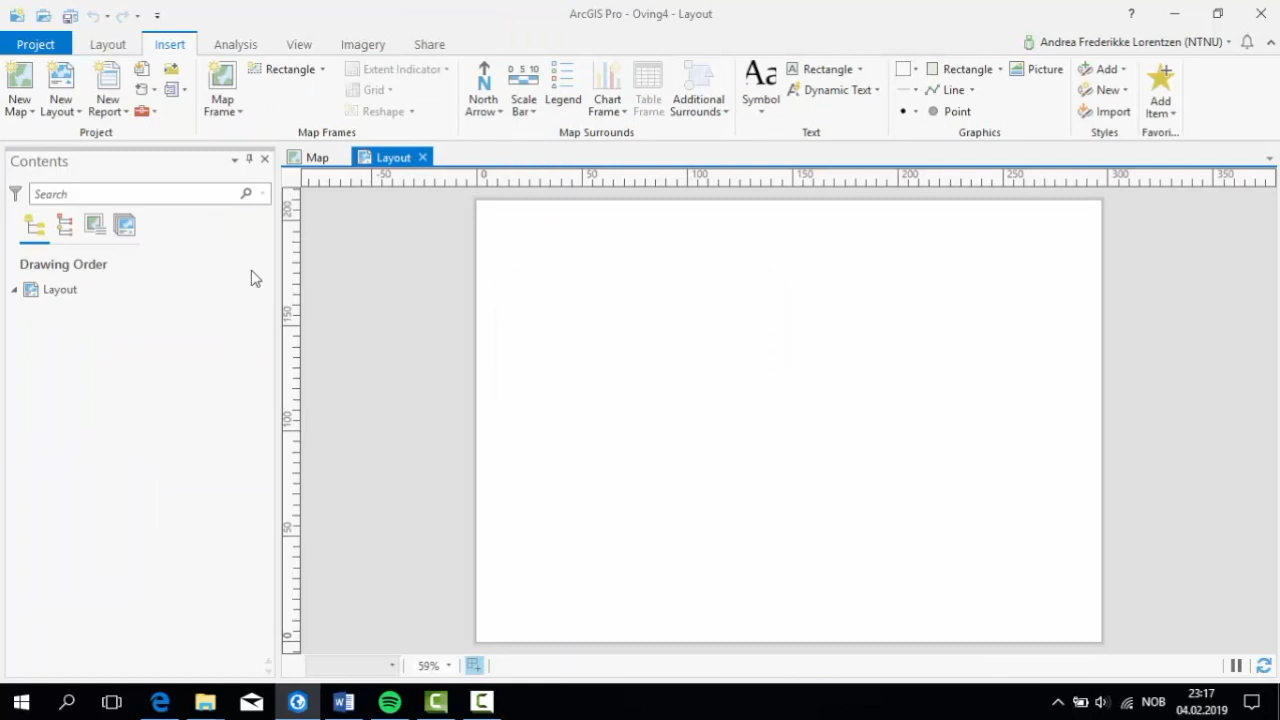 ArcGIS Pro - Oving4 - Layout
?
Project Layout Insert Analysis View Imagery Share
Andrea Frederikke Lorentzen (NTNU)
New Map New Layout New Report
Project
Map Frame Rectangle
Extent Indicator
Grid
Reshape
Map Frames
North Arrow Scale Bar Legend Chart Frame Table Frame Additional Surrounds
0 5 10
N
Map Surrounds
Aa Symbol
A Rectangle
A Dynamic Text
Text
Rectangle Picture
Line
Point
Graphics
Add
New
Import
Styles
Add Item
Favori...
Contents
Search
Drawing Order
Layout
Map Layout
-50 0 50 100 150 200 250 300 350
200
150
100
50
0
59%
NOB
23:17
04.02.2019